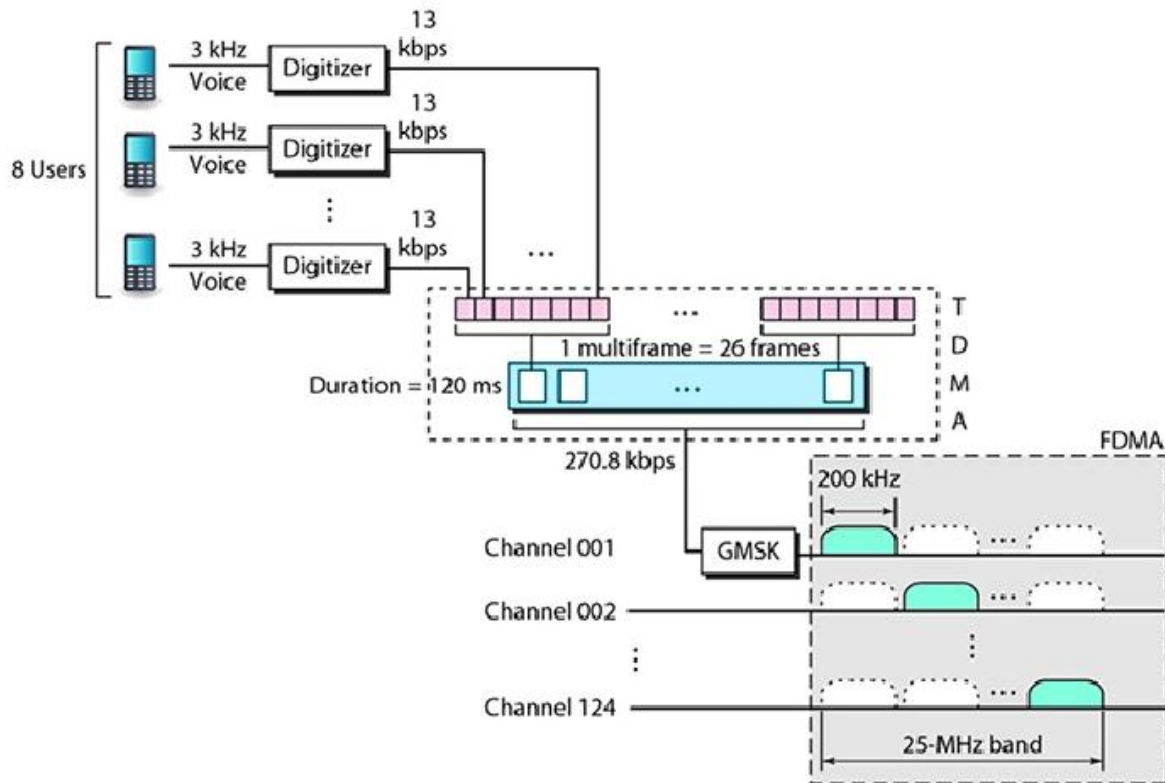 13
3 kHz
kbps
Digitizer
Voice
13
3 kHz
kbps
Digitizer
Voice
8 Users
⋮
13
3 kHz
kbps
Digitizer
Voice
...
...
T
D
1 multiframe = 26 frames
Duration = 120 ms
...
M
A
270.8 kbps
FDMA
200 kHz
Channel 001
GMSK
...
Channel 002
...
⋮
⋮
Channel 124
...
25-MHz band